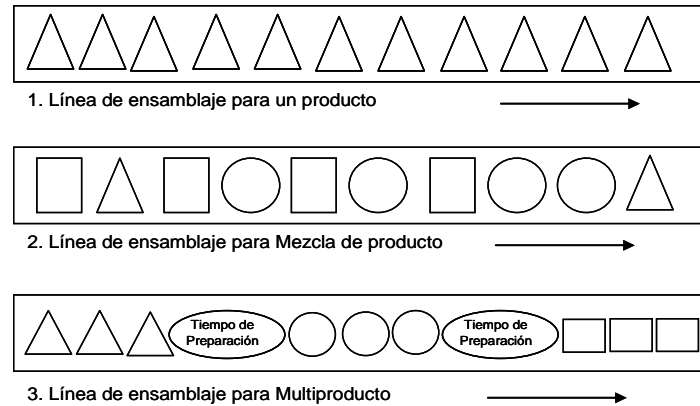 1. Línea de ensamblaje para un producto
2. Línea de ensamblaje para Mezcla de producto
Tiempo de
Preparación
Tiempo de
Preparación
3. Línea de ensamblaje para Multiproducto